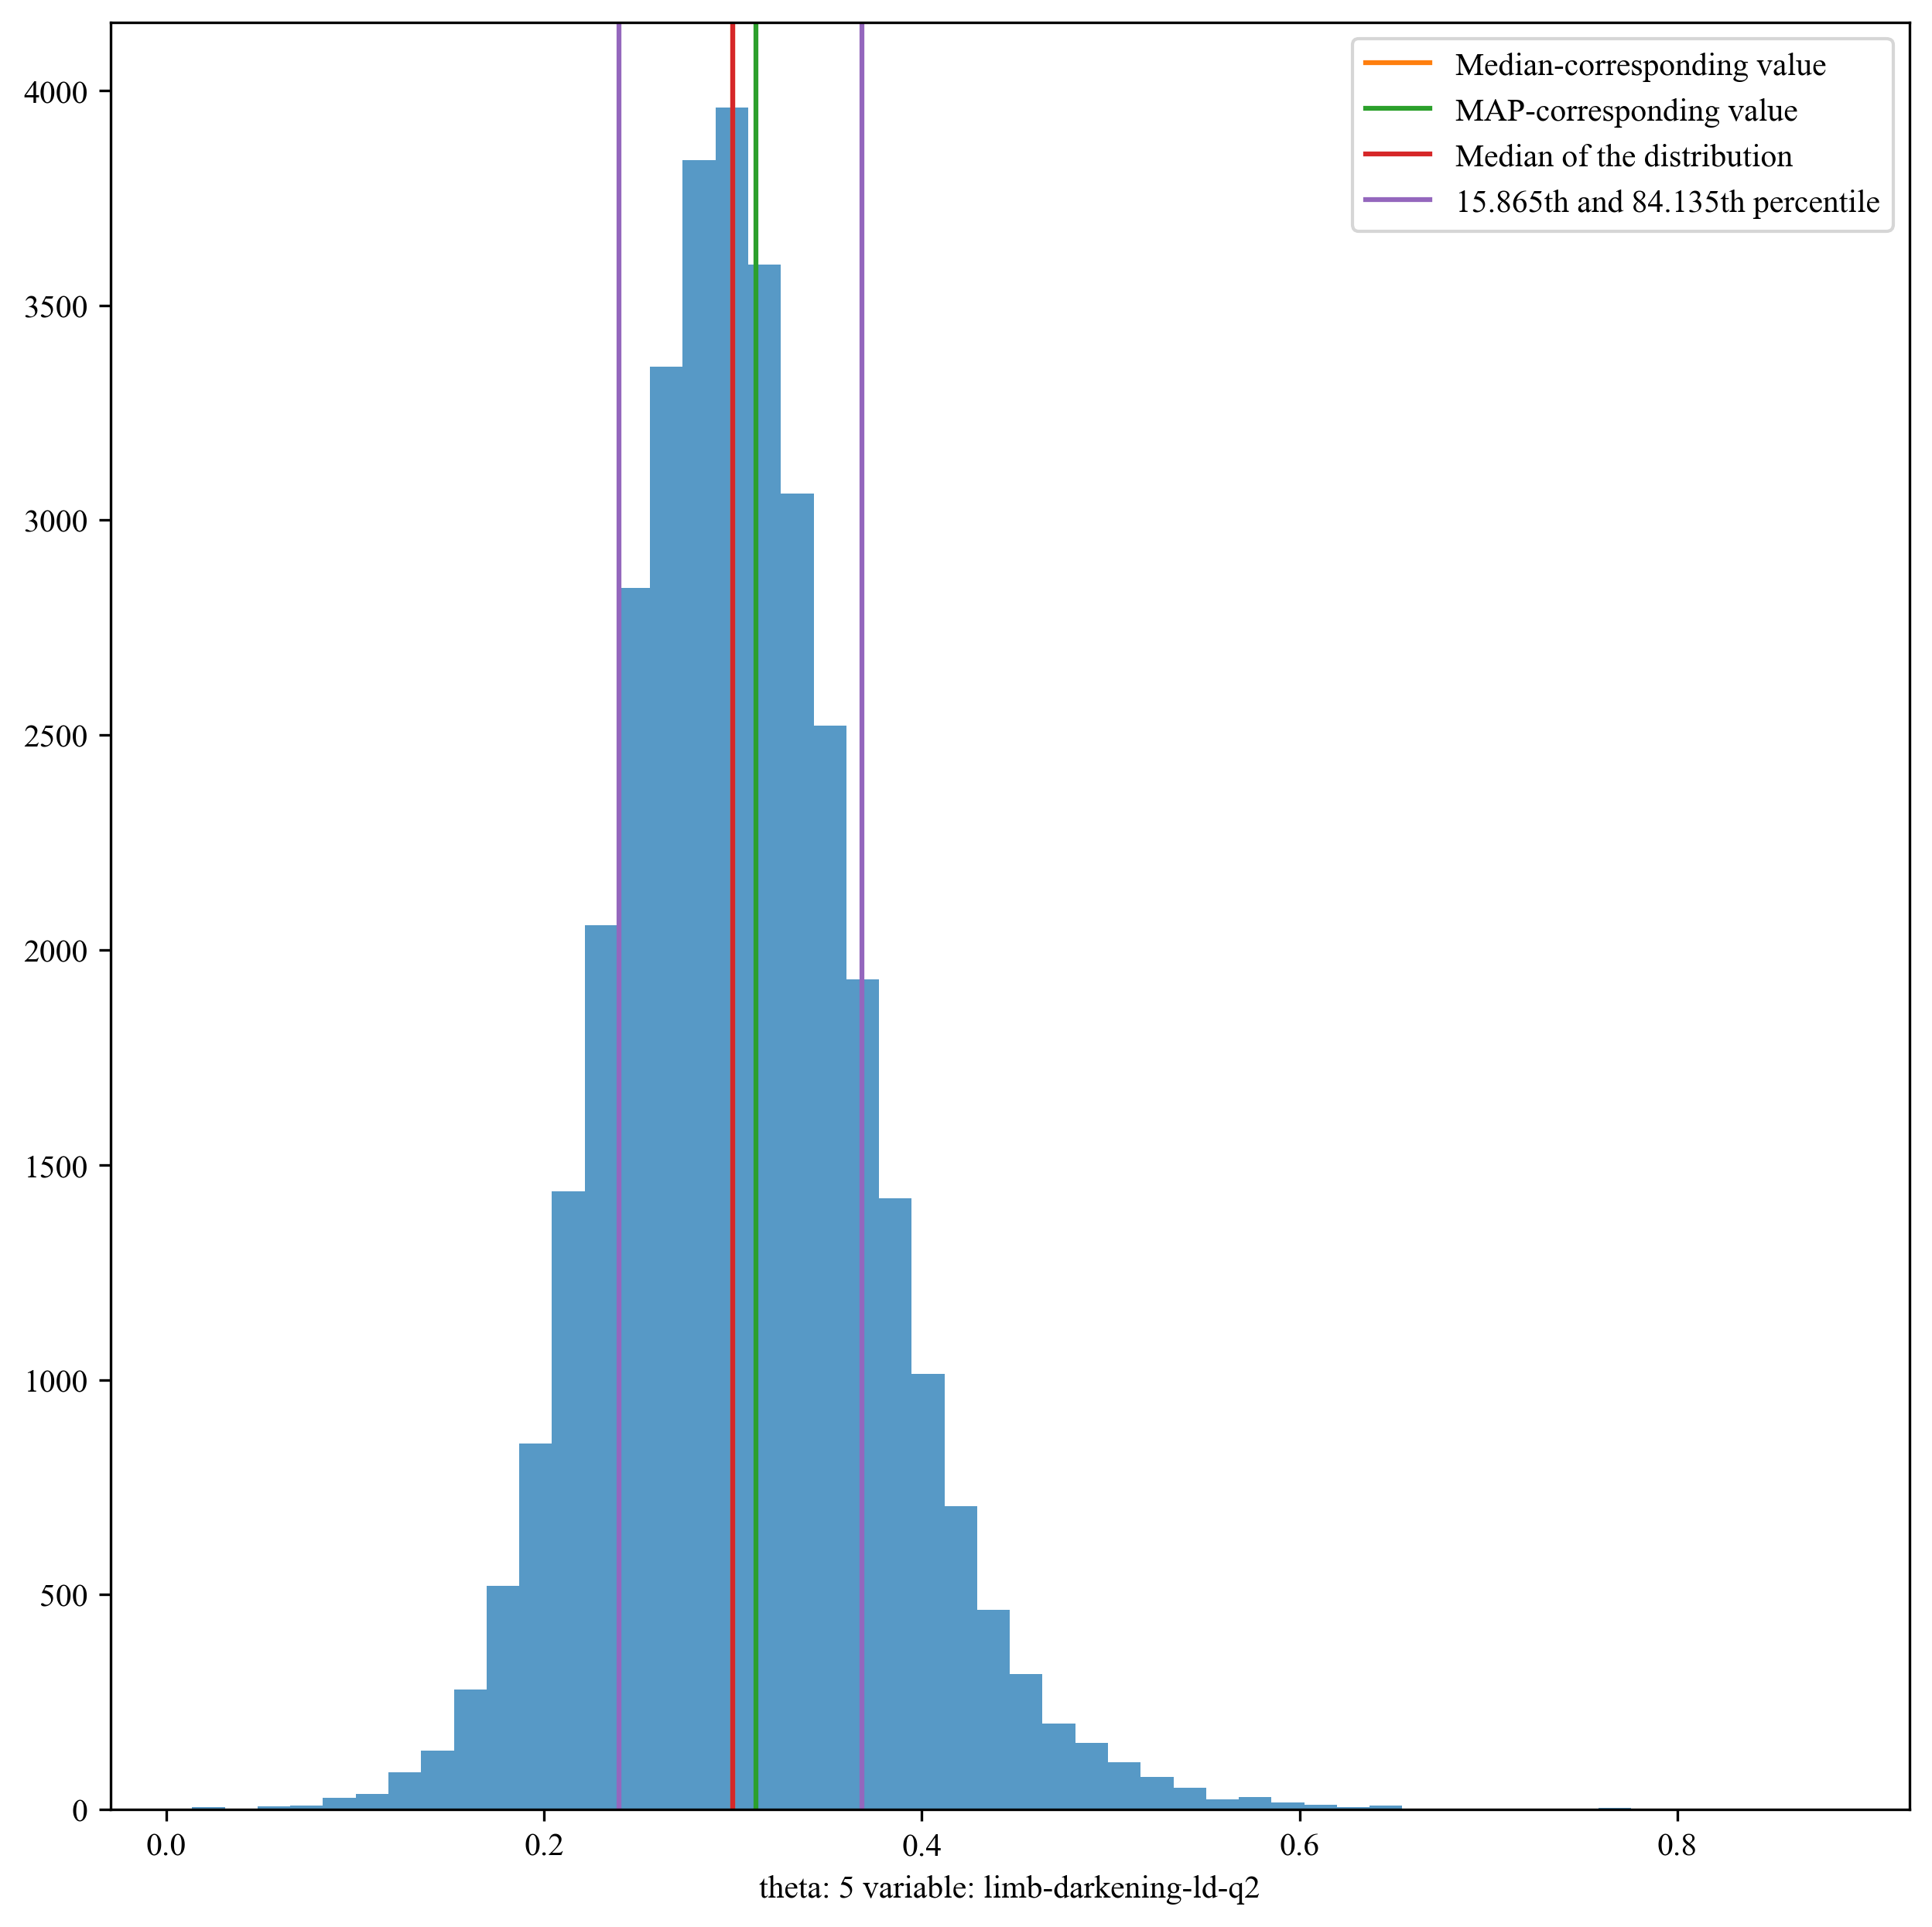 Median-corresponding value
MAP-corresponding value
Median of the distribution
15.865th and 84.135th percentile
4000
3500
3000
2500
2000
1500
1000
500
0
0.0 0.2 0.4 0.6 0.8
theta: 5 variable: limb-darkening-ld-q2